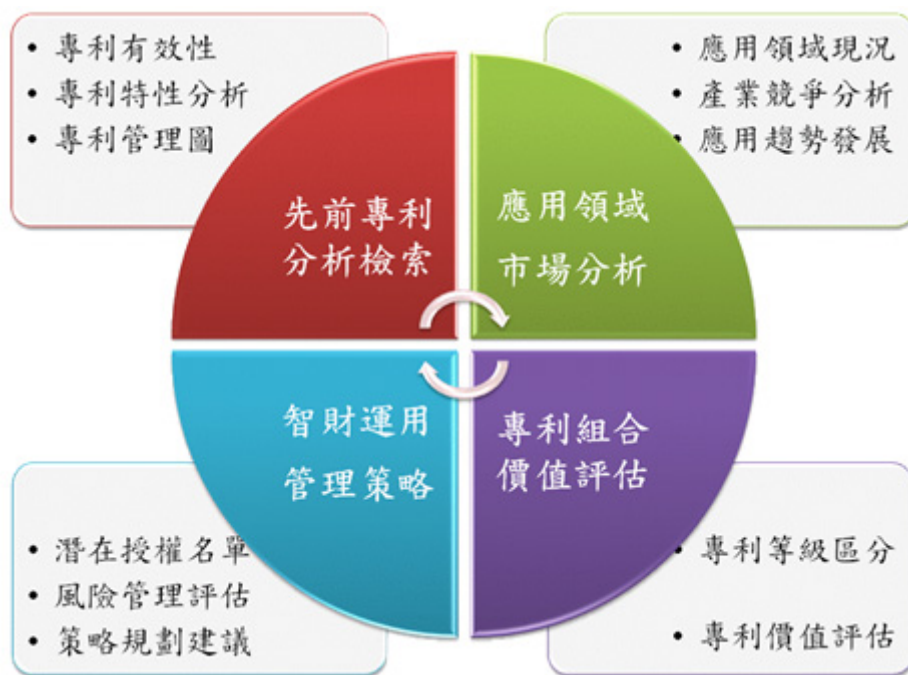 • 專利有效性
• 專利特性分析
• 專利管理圖
• 應用領域現況
• 產業競爭分析
• 應用趨勢發展
先前專利
分析檢索
應用領域
市場分析
智財運用
管理策略
專利組合
價值評估
• 潛在授權名單
• 風險管理評估
• 策略規劃建議
• 專利等級區分
• 專利價值評估